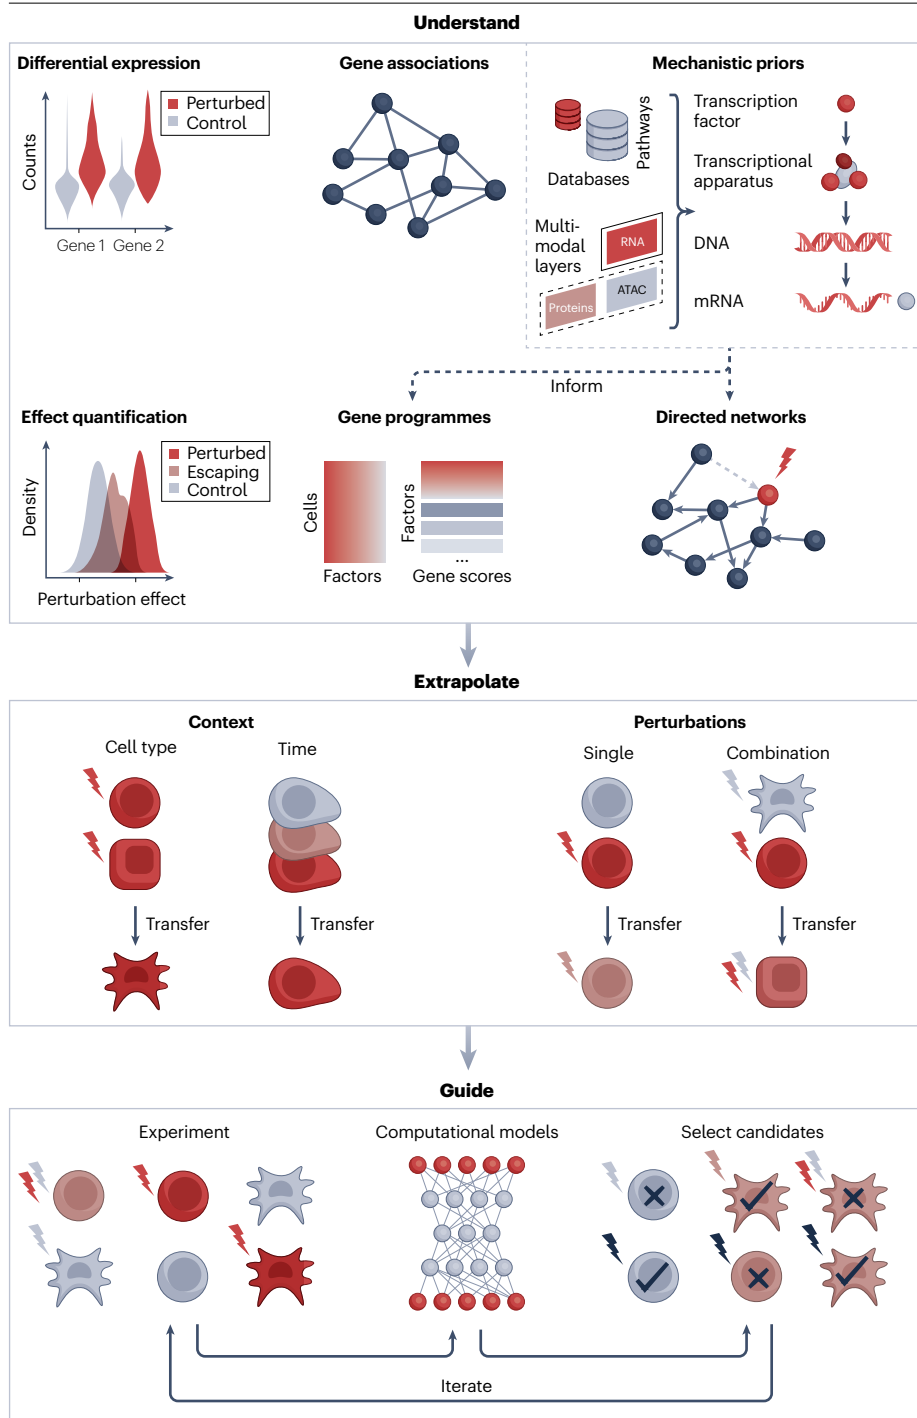 Understand
Differential expression
Perturbed
Control
Counts
Gene 1
Gene 2
Gene associations
Mechanistic priors
Databases
Pathways
Multi-
modal
layers
RNA
ATAC
Proteins
Transcription
factor
Transcriptional
apparatus
DNA
mRNA
Inform
Effect quantification
Perturbed
Escaping
Control
Density
Perturbation effect
Gene programmes
Cells
Factors
Factors
...
Gene scores
Directed networks
Extrapolate
Context
Cell type
Time
Transfer
Transfer
Perturbations
Single
Combination
Transfer
Transfer
Guide
Experiment
Computational models
Select candidates
Iterate